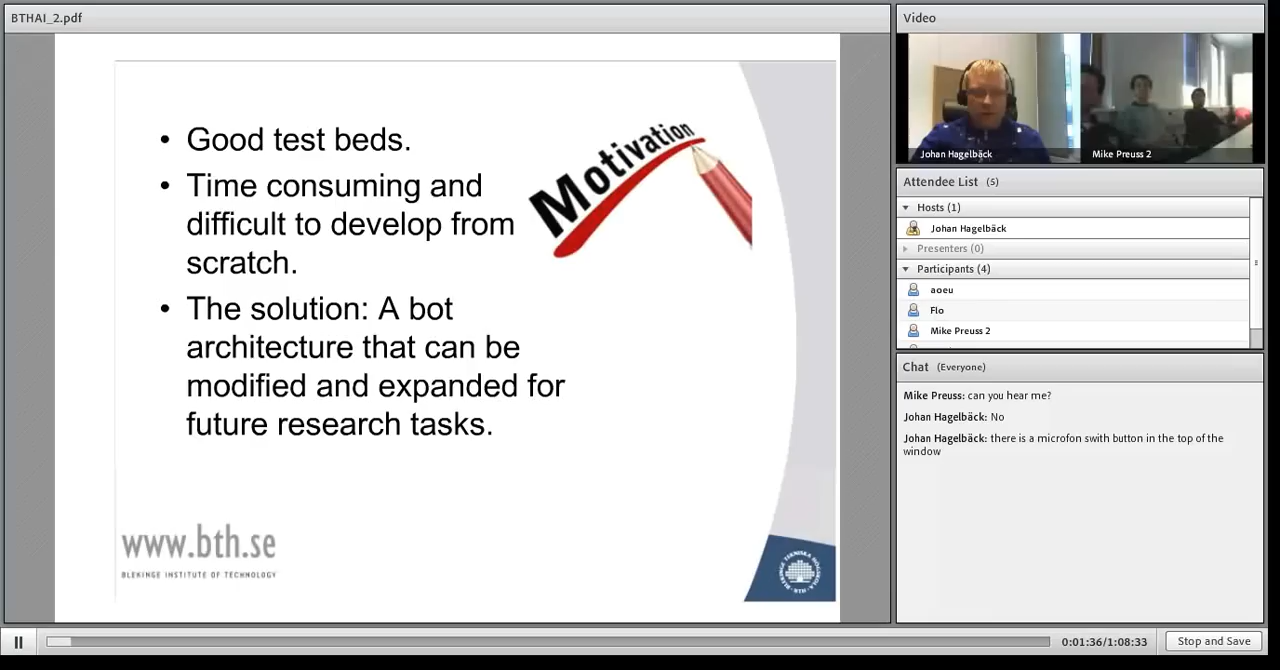 BTHAI_2.pdf
• Good test beds.
• Time consuming and
difficult to develop from
scratch.
• The solution: A bot
architecture that can be
modified and expanded for
future research tasks.
Motivation
www.bth.se
BLEKINGE INSTITUTE OF TECHNOLOGY
BLEKINGE TEKNISKA HÖGSKOLA · BTH ·
Video
Johan Hagelbäck
Mike Preuss 2
Attendee List (5)
Hosts (1)
Johan Hagelbäck
Presenters (0)
Participants (4)
aoeu
Flo
Mike Preuss 2
Chat (Everyone)
Mike Preuss: can you hear me?
Johan Hagelbäck: No
Johan Hagelbäck: there is a microfon swith button in the top of the
window
0:01:36/1:08:33
Stop and Save